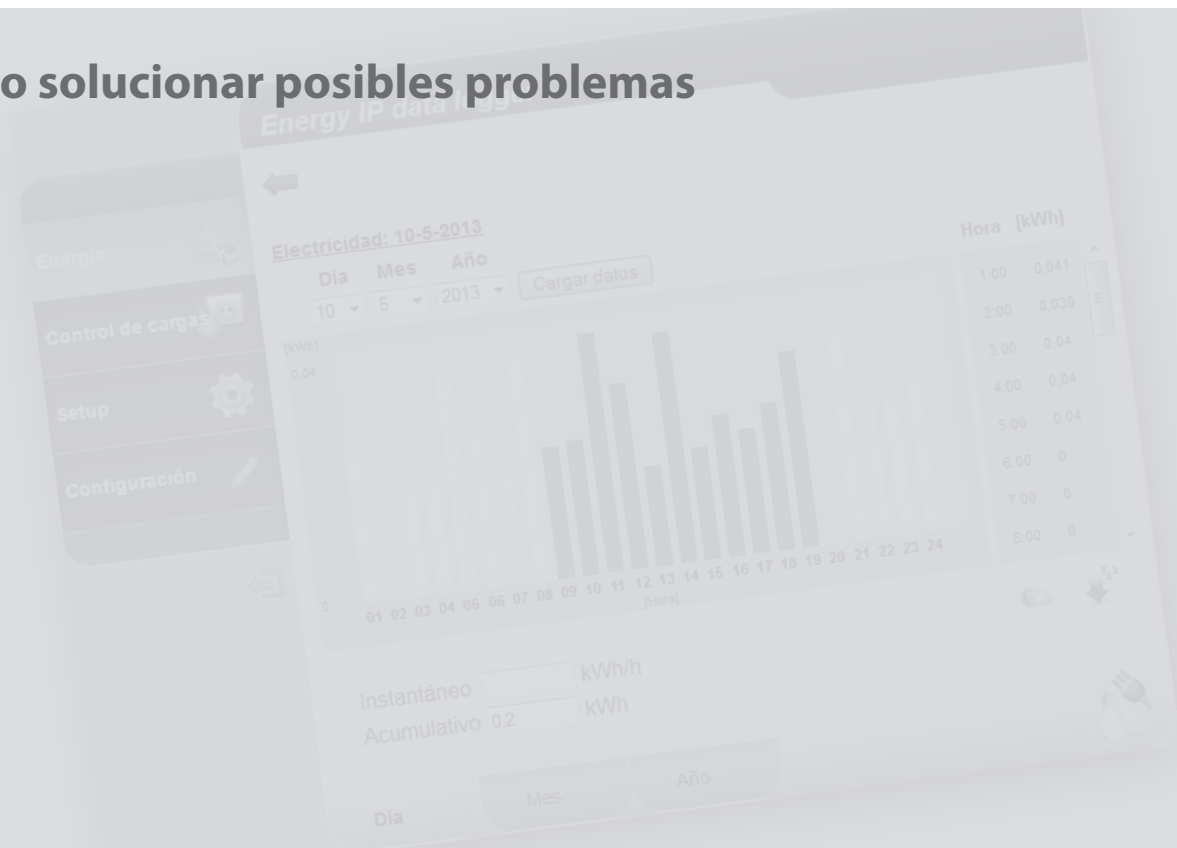 o solucionar posibles problemas
Energy IP data logger
Energía
Control de cargas
Setup
Configuración
Electricidad: 10-5-2013
Día Mes Año
10 5 2013 Cargar datos
Hora [kWh]
1:00 0,041
2:00 0,039
3:00 0,04
4:00 0,04
5:00 0,04
6:00 0
7:00 0
8:00 0
[kWh]
0,04
0
01 02 03 04 05 06 07 08 09 10 11 12 13 14 15 16 17 18 19 20 21 22 23 24
[Hora]
Instantáneo kWh/h
Acumulativo 0,2 kWh
Día Mes Año